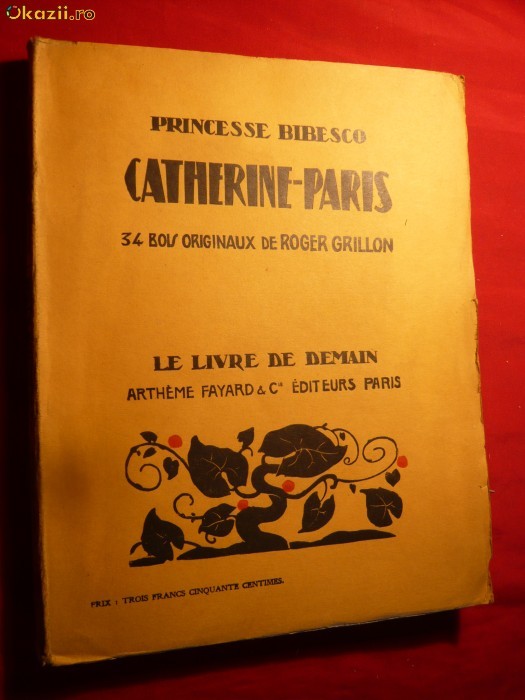 Okazii.ro
PRINCESSE BIBESCO
CATHERINE-PARIS
34 BOIS ORIGINAUX DE ROGER GRILLON
LE LIVRE DE DEMAIN
ARTHÈME FAYARD & Cie ÉDITEURS PARIS
PRIX : TROIS FRANCS CINQUANTE CENTIMES.